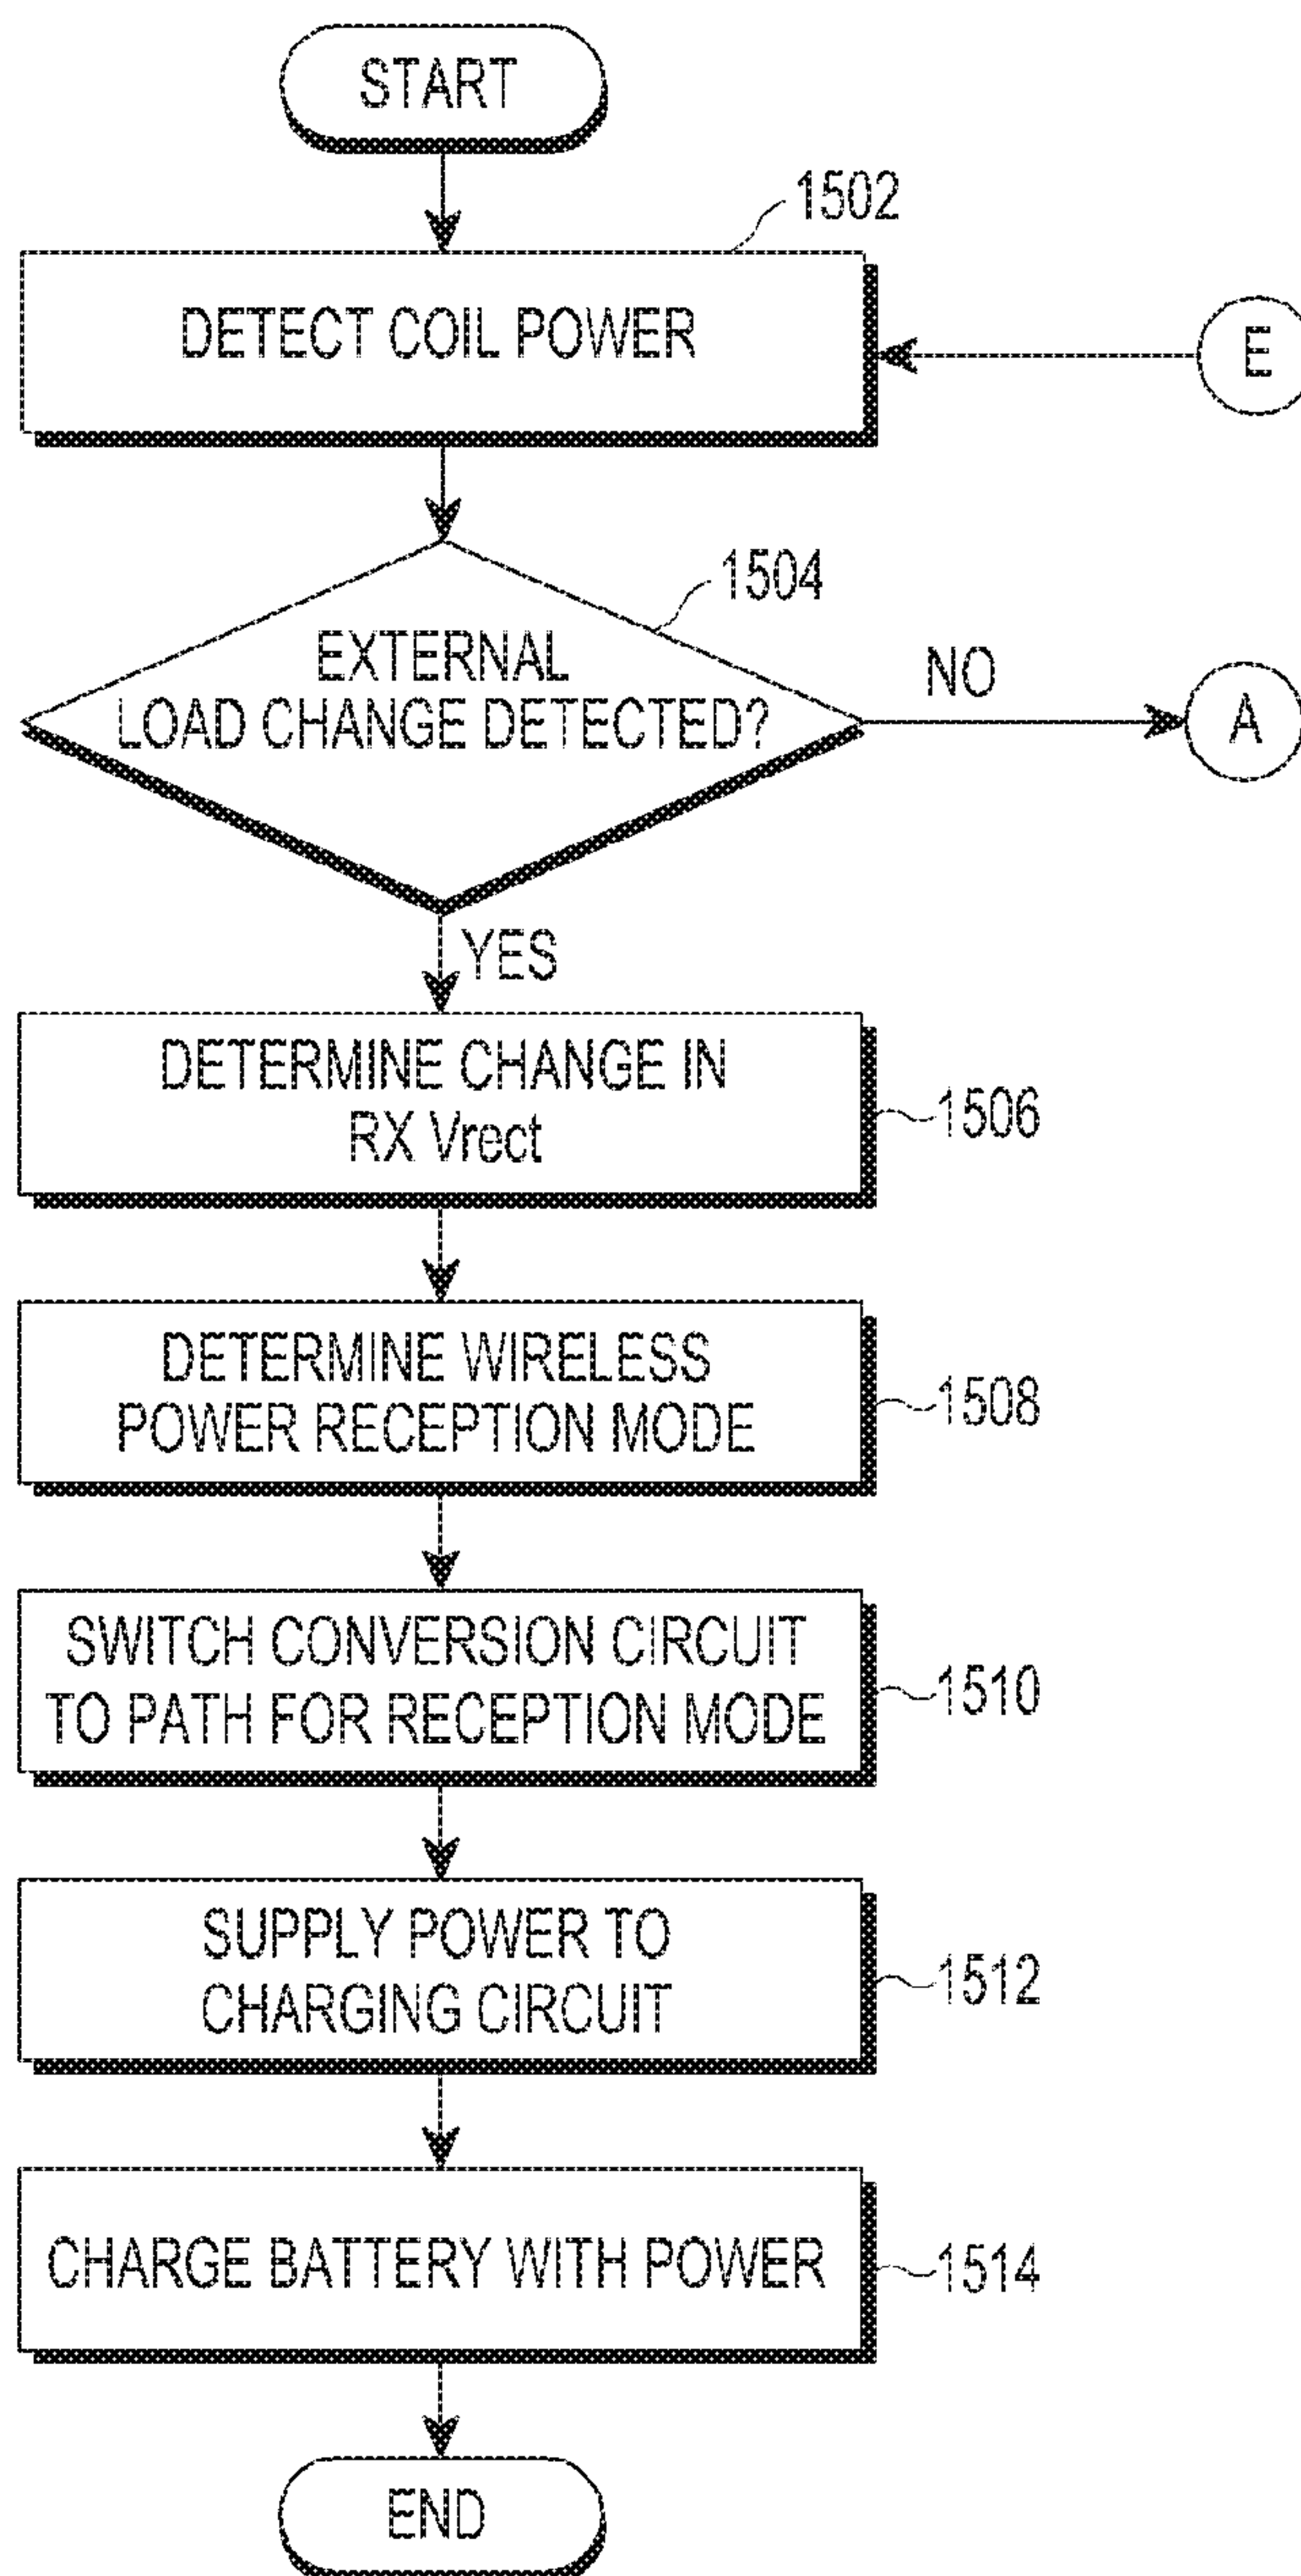 START
1502
DETECT COIL POWER
E
1504
EXTERNAL
LOAD CHANGE DETECTED?
NO
A
YES
DETERMINE CHANGE IN
RX Vrect
1506
DETERMINE WIRELESS
POWER RECEPTION MODE
1508
SWITCH CONVERSION CIRCUIT
TO PATH FOR RECEPTION MODE
1510
SUPPLY POWER TO
CHARGING CIRCUIT
1512
CHARGE BATTERY WITH POWER
1514
END